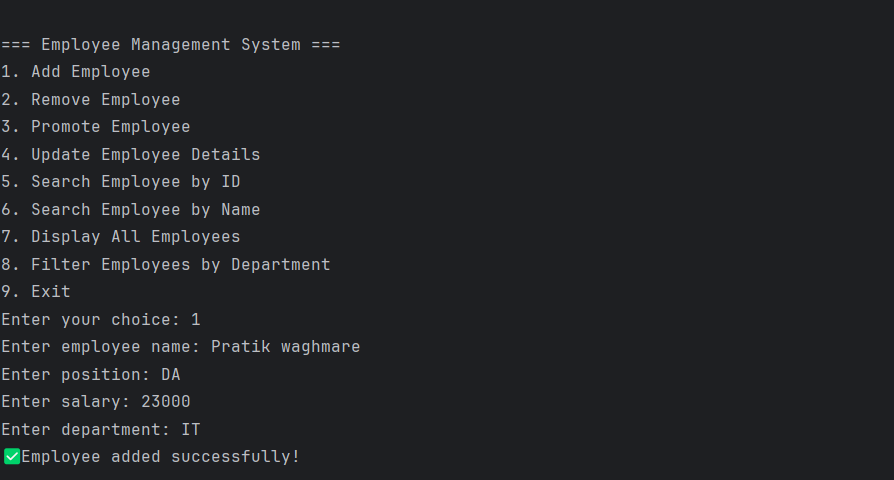 === Employee Management System ===
1. Add Employee
2. Remove Employee
3. Promote Employee
4. Update Employee Details
5. Search Employee by ID
6. Search Employee by Name
7. Display All Employees
8. Filter Employees by Department
9. Exit
Enter your choice: 1
Enter employee name: Pratik waghmare
Enter position: DA
Enter salary: 23000
Enter department: IT
✅Employee added successfully!